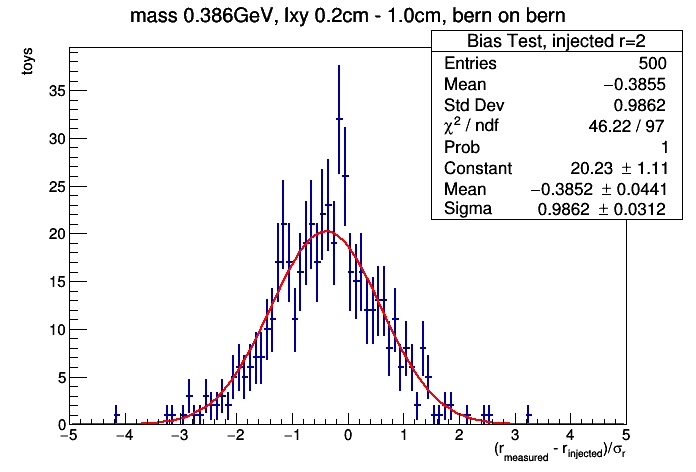 mass 0.386GeV, lxy 0.2cm - 1.0cm, bern on bern
Bias Test, injected r=2
Entries 500
Mean −0.3855
Std Dev 0.9862
χ² / ndf 46.22 / 97
Prob 1
Constant 20.23 ± 1.11
Mean −0.3852 ± 0.0441
Sigma 0.9862 ± 0.0312
toys
35
30
25
20
15
10
5
0
−5 −4 −3 −2 −1 0 1 2 3 4 5
(r_measured - r_injected)/σ_r